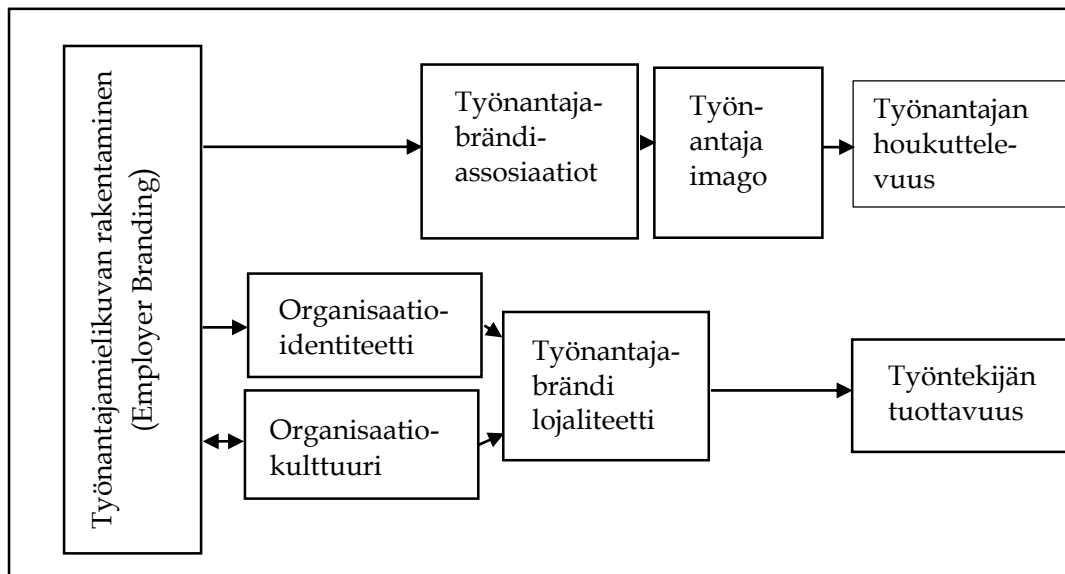 Työnantajamielikuvan rakentaminen
(Employer Branding)
Työnantaja-
brändi-
assosiaatiot
Työn-
antaja
imago
Työnantajan
houkuttele-
vuus
Organisaatio-
identiteetti
Organisaatio-
kulttuuri
Työnantaja-
brändi
lojaliteetti
Työntekijän
tuottavuus